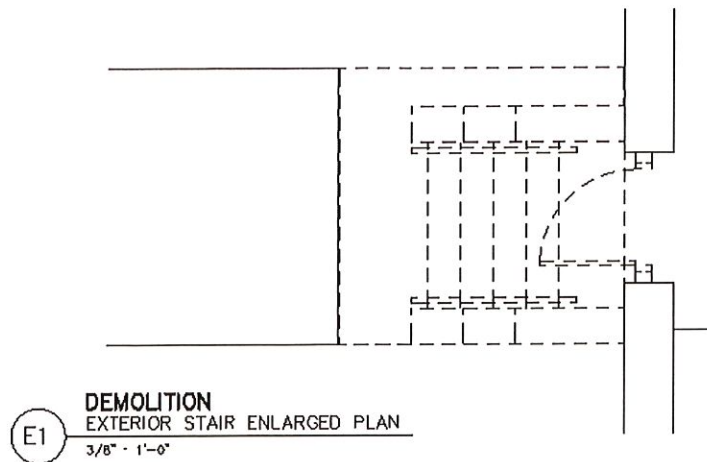 DEMOLITION
E1
EXTERIOR STAIR ENLARGED PLAN
3/8" - 1'-0"